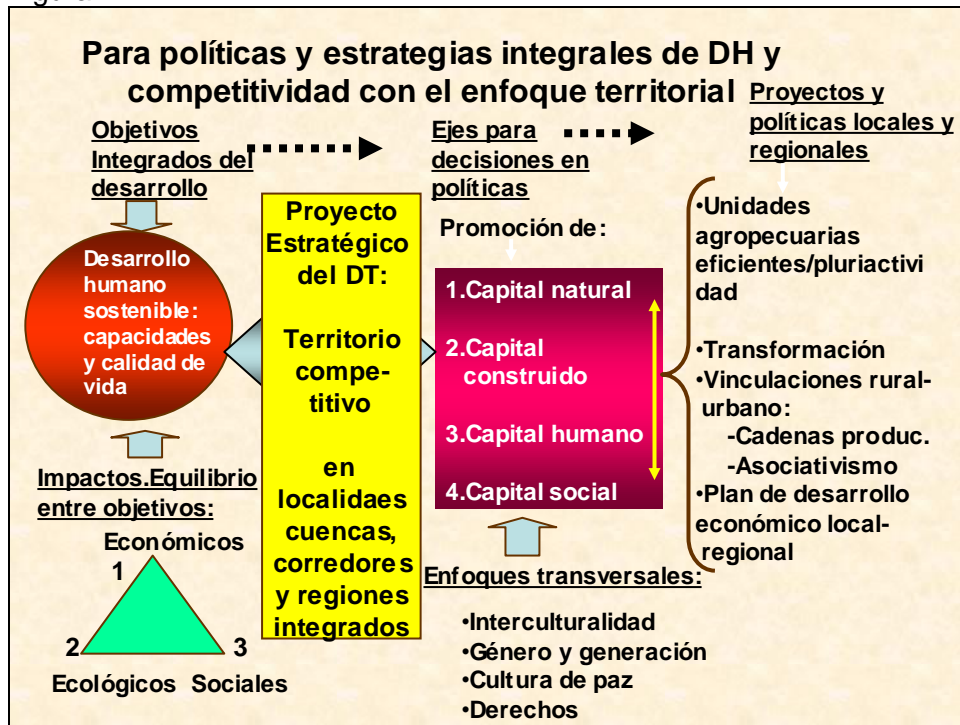 Para políticas y estrategias integrales de DH y
competitividad con el enfoque territorial
Objetivos
Integrados del
desarrollo
Ejes para
decisiones en
políticas
Proyectos y
políticas locales y
regionales
Desarrollo
humano
sostenible:
capacidades
y calidad de
vida
Impactos.Equilibrio
entre objetivos:
Económicos
1
2
3
Ecológicos Sociales
Proyecto
Estratégico
del DT:
Territorio
compe-
titivo
en
localidaes
cuencas,
corredores
y regiones
integrados
Promoción de:
1.Capital natural
2.Capital
construido
3.Capital humano
4.Capital social
Enfoques transversales:
•Interculturalidad
•Género y generación
•Cultura de paz
•Derechos
•Unidades
agropecuarias
eficientes/pluriactivi
dad
•Transformación
•Vinculaciones rural-
urbano:
-Cadenas produc.
-Asociativismo
•Plan de desarrollo
económico local-
regional